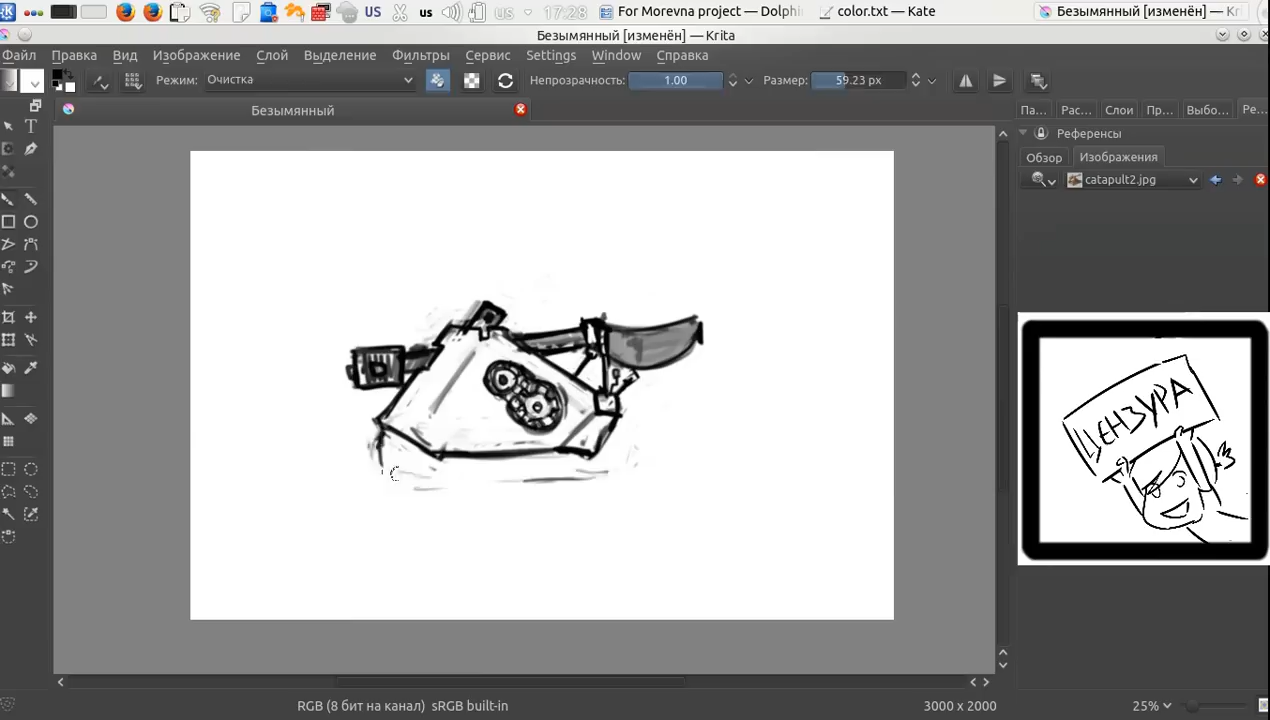 US us us 17:28 For Morevna project — Dolphi color.txt — Kate Безымянный [изменён] — Kri
Безымянный [изменён] — Krita
Файл Правка Вид Изображение Слой Выделение Фильтры Сервис Settings Window Справка
Режим: Очистка Непрозрачность: 1.00 Размер: 59.23 px
Безымянный Па... Рас... Слои Пр... Выбо... Ре...
Референсы
Обзор Изображения
catapult2.jpg
ЦЕНЗУРА
RGB (8 бит на канал) sRGB built-in 3000 x 2000 25%